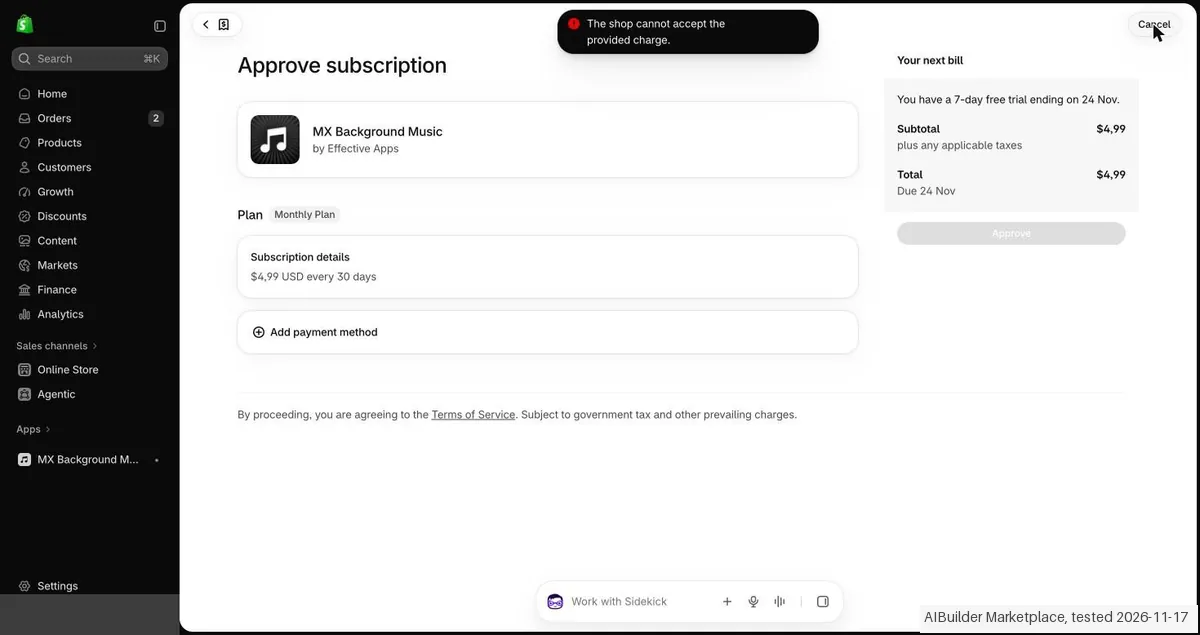 Search ⌘K
Home
Orders 2
Products
Customers
Growth
Discounts
Content
Markets
Finance
Analytics
Sales channels
Online Store
Agentic
Apps
MX Background M...
Settings
The shop cannot accept the
provided charge.
Cancel
Approve subscription
MX Background Music
by Effective Apps
Plan Monthly Plan
Subscription details
$4,99 USD every 30 days
Add payment method
By proceeding, you are agreeing to the Terms of Service. Subject to government tax and other prevailing charges.
Your next bill
You have a 7-day free trial ending on 24 Nov.
Subtotal $4,99
plus any applicable taxes
Total $4,99
Due 24 Nov
Approve
Work with Sidekick
AIBuilder Marketplace, tested 2026-11-17